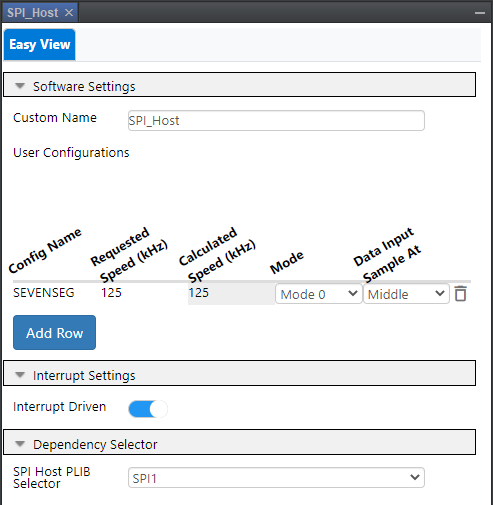 SPI_Host ×
Easy View
Software Settings
Custom Name
SPI_Host
User Configurations
Config Name
Requested
Speed (kHz)
Calculated
Speed (kHz)
Mode
Data Input
Sample At
SEVENSEG 125 125 Mode 0 Middle
Add Row
Interrupt Settings
Interrupt Driven
Dependency Selector
SPI Host PLIB
Selector
SPI1